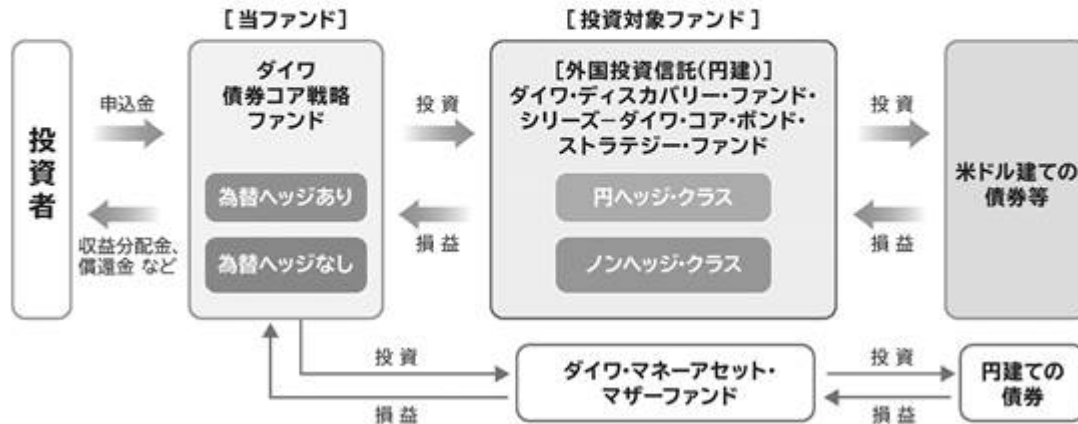 [当ファンド]
[投資対象ファンド]
投資者
申込金
収益分配金、
償還金 など
ダイワ
債券コア戦略
ファンド
為替ヘッジあり
為替ヘッジなし
投資
損益
[外国投資信託(円建)]
ダイワ・ディスカバリー・ファンド・
シリーズ－ダイワ・コア・ボンド・
ストラテジー・ファンド
円ヘッジ・クラス
ノンヘッジ・クラス
投資
損益
米ドル建ての
債券等
投資
損益
ダイワ・マネーアセット・
マザーファンド
投資
損益
円建ての
債券